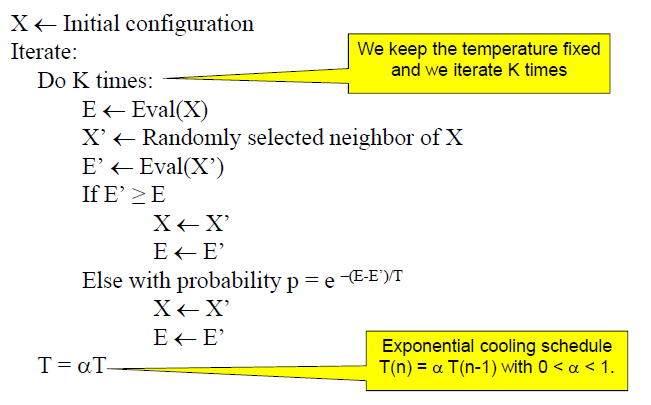 X ← Initial configuration
Iterate:
We keep the temperature fixed
and we iterate K times
Do K times:
E ← Eval(X)
X’ ← Randomly selected neighbor of X
E’ ← Eval(X’)
If E’ ≥ E
X ← X’
E ← E’
Else with probability p = e –(E-E’)/T
X ← X’
E ← E’
T = αT
Exponential cooling schedule
T(n) = α T(n-1) with 0 < α < 1.